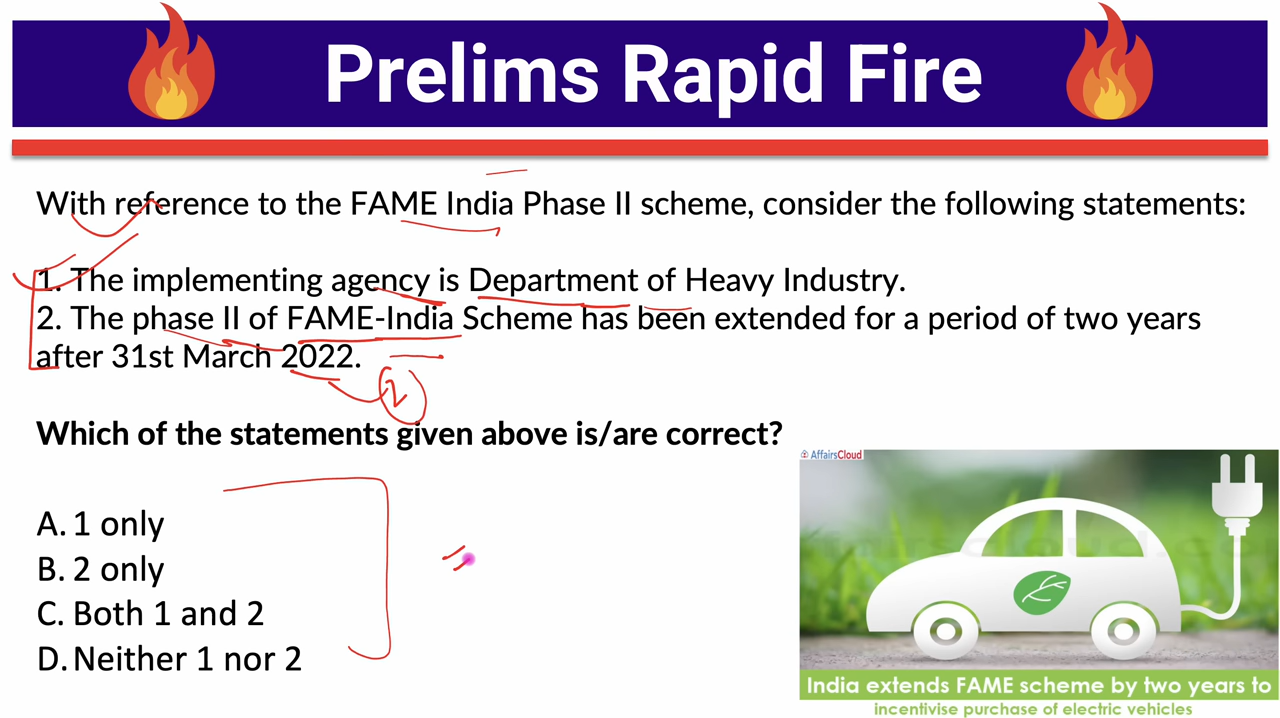 Prelims Rapid Fire
With reference to the FAME India Phase II scheme, consider the following statements:
1. The implementing agency is Department of Heavy Industry.
2. The phase II of FAME-India Scheme has been extended for a period of two years
after 31st March 2022.
2
Which of the statements given above is/are correct?
A. 1 only
B. 2 only
C. Both 1 and 2
D. Neither 1 nor 2
AffairsCloud
India extends FAME scheme by two years to
incentivise purchase of electric vehicles